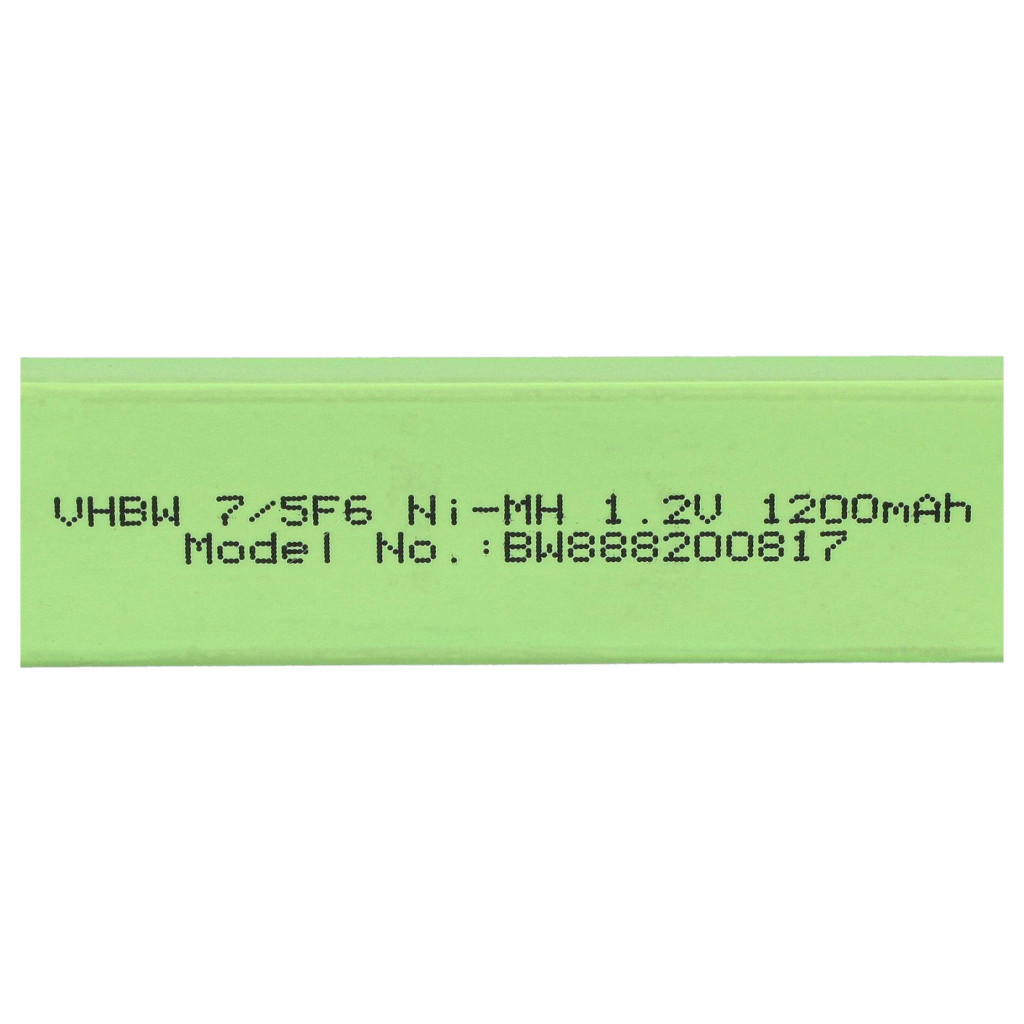 VHBW 7/5F6 Ni-MH 1.2V 1200mAh
Model No.:BW888200817